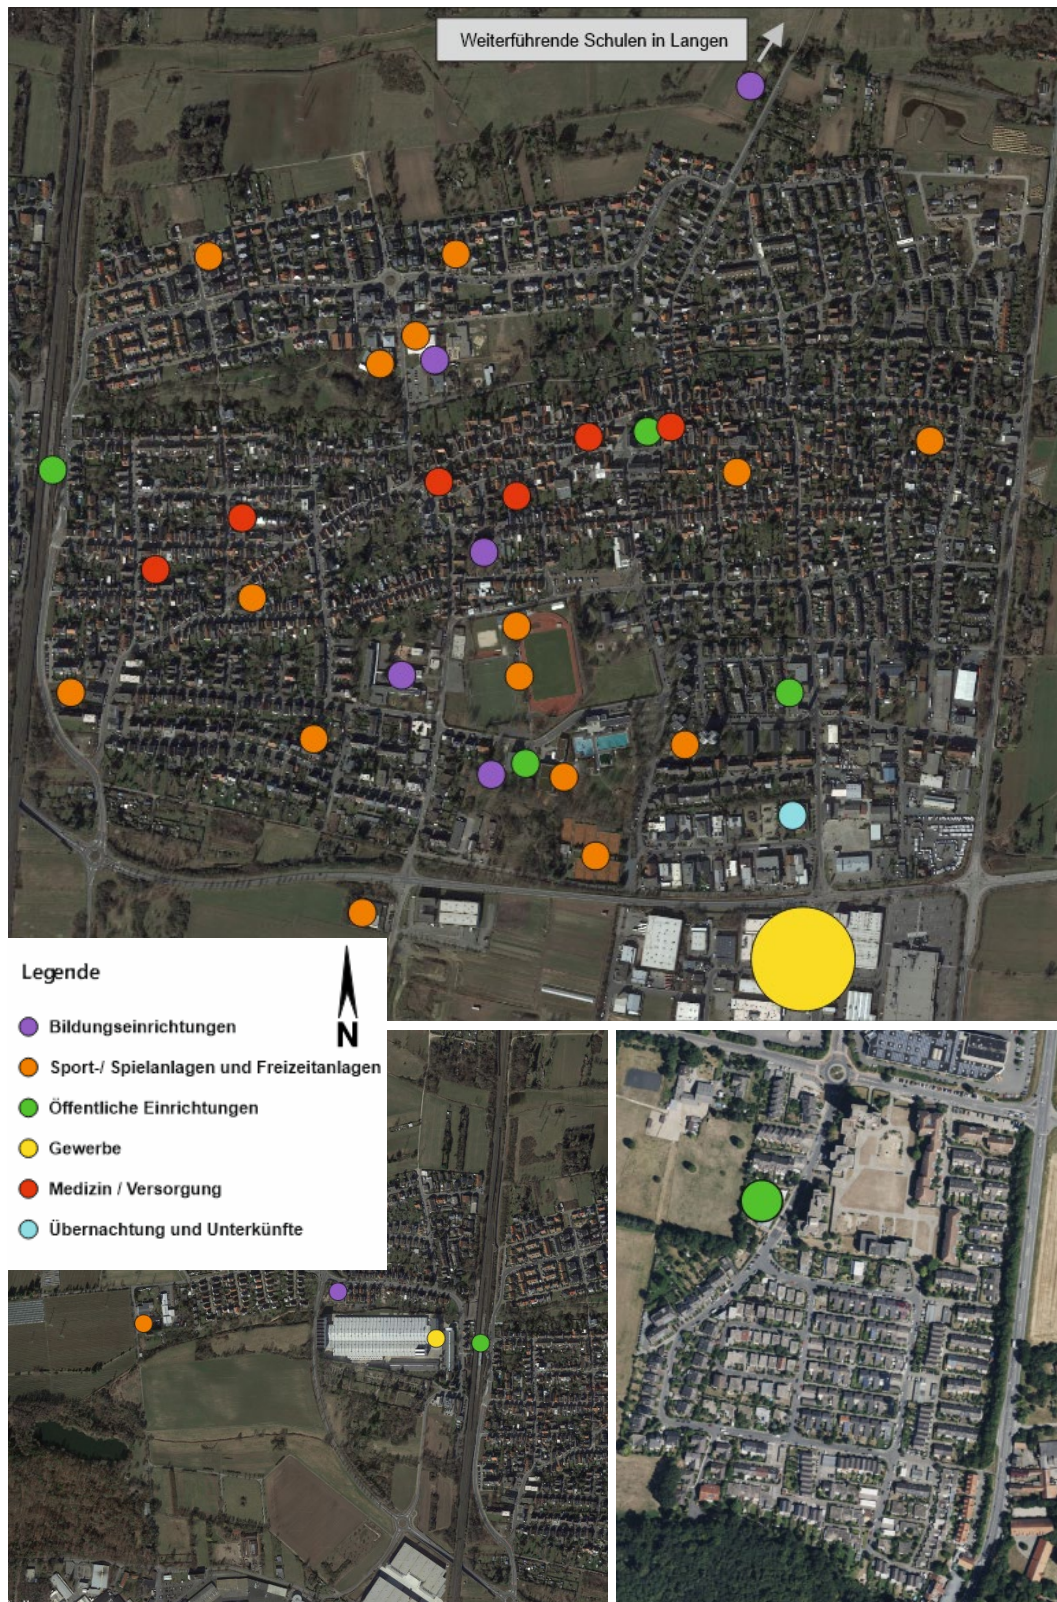 Weiterführende Schulen in Langen
Legende
N
Bildungseinrichtungen
Sport-/ Spielanlagen und Freizeitanlagen
Öffentliche Einrichtungen
Gewerbe
Medizin / Versorgung
Übernachtung und Unterkünfte